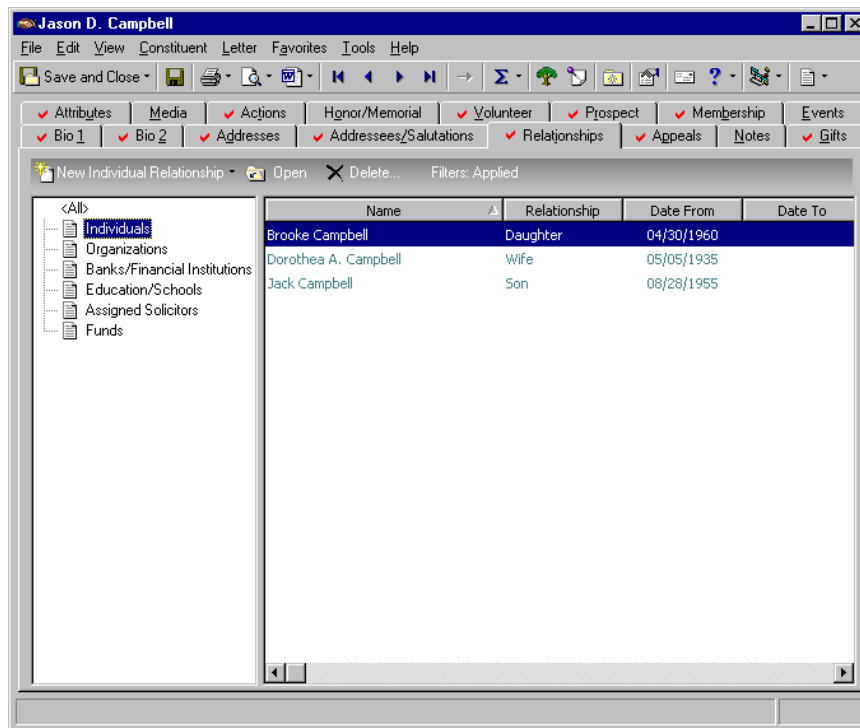 Jason D. Campbell
File Edit View Constituent Letter Favorites Tools Help
Save and Close Σ ?
Attributes Media Actions Honor/Memorial Volunteer Prospect Membership Events
Bio 1 Bio 2 Addresses Addressees/Salutations Relationships Appeals Notes Gifts
New Individual Relationship Open Delete... Filters: Applied
<All>
Individuals
Organizations
Banks/Financial Institutions
Education/Schools
Assigned Solicitors
Funds
Name Relationship Date From Date To
Brooke Campbell Daughter 04/30/1960
Dorothea A. Campbell Wife 05/05/1935
Jack Campbell Son 08/28/1955